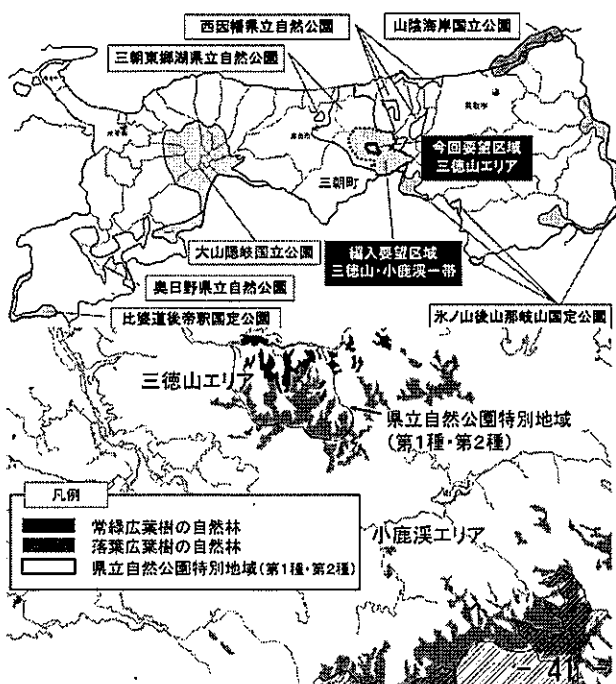 西因幡県立自然公園
山陰海岸国立公園
三朝東郷湖県立自然公園
鳥取市
今回要望区域
三徳山エリア
三朝町
大山隠岐国立公園
編入要望区域
三徳山・小鹿渓一帯
奥日野県立自然公園
比婆道後帝釈国定公園
氷ノ山後山那岐山国定公園
三徳山エリア
県立自然公園特別地域
(第1種・第2種)
凡例
常緑広葉樹の自然林
落葉広葉樹の自然林
県立自然公園特別地域(第1種・第2種)
小鹿渓エリア
- 41